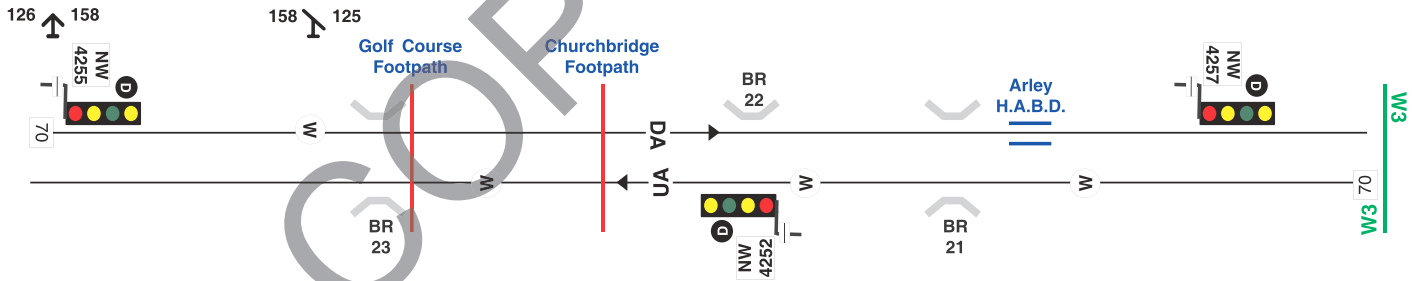 126 158
158 125
Golf Course
Footpath
Churchbridge
Footpath
NW
4255
D
BR
22
Arley
H.A.B.D.
NW
4257
D
W3
70
W
DA
UA
W
W
W
70
W3
BR
23
D
NW
4252
BR
21
COP